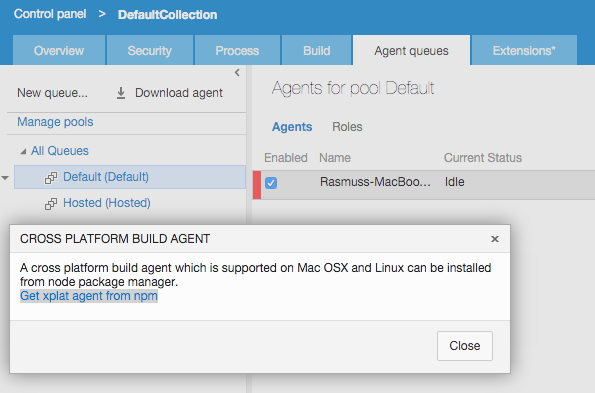 Control panel > DefaultCollection
Overview Security Process Build Agent queues Extensions*
New queue... Download agent
Manage pools
All Queues
Default (Default)
Hosted (Hosted)
Agents for pool Default
Agents Roles
Enabled Name Current Status
Rasmuss-MacBoo... Idle
CROSS PLATFORM BUILD AGENT
A cross platform build agent which is supported on Mac OSX and Linux can be installed
from node package manager.
Get xplat agent from npm
Close